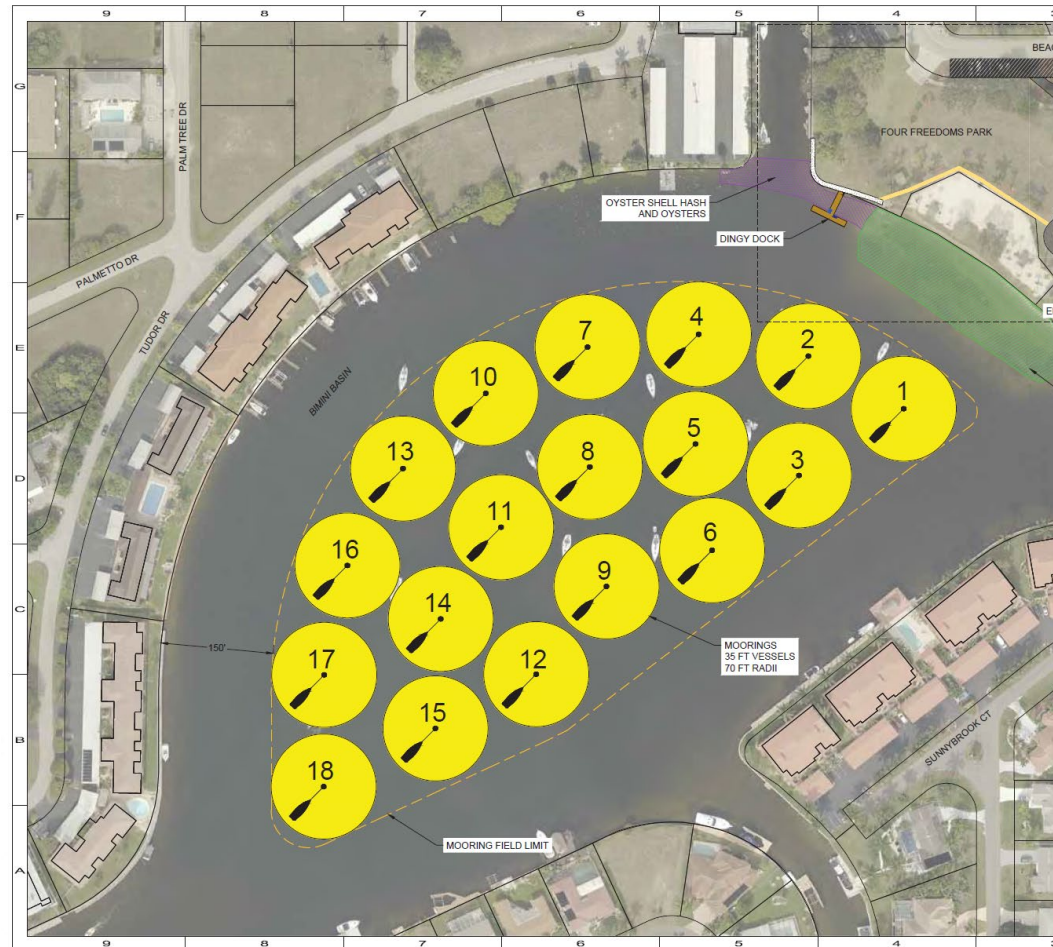 9 8 7 6 5 4
G
F
E
D
C
B
A
PALM TREE DR
PALMETTO DR
TUDOR DR
BIMINI BASIN
FOUR FREEDOMS PARK
OYSTER SHELL HASH
AND OYSTERS
DINGY DOCK
7
4
2
10
1
5
13
8
3
11
6
16
9
14
MOORINGS
35 FT VESSELS
70 FT RADII
150'
17
12
15
18
SUNNYBROOK CT
MOORING FIELD LIMIT
9 8 7 6 5 4